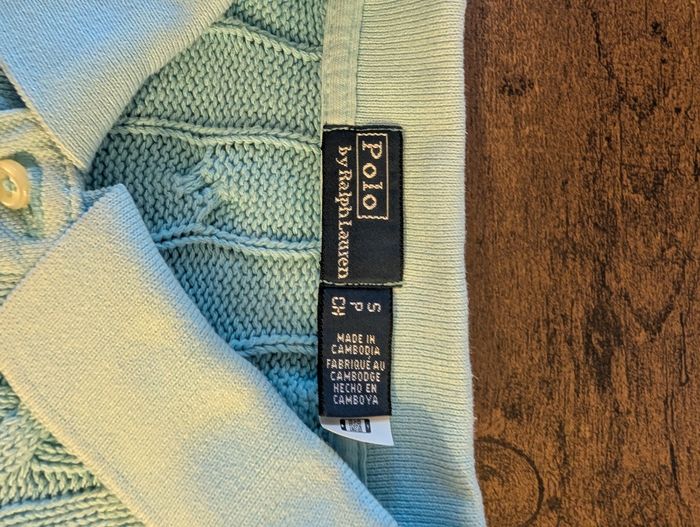 Polo
by Ralph Lauren
S
P
CH
MADE IN
CAMBODIA
FABRIQUÉ AU
CAMBODGE
HECHO EN
CAMBOYA